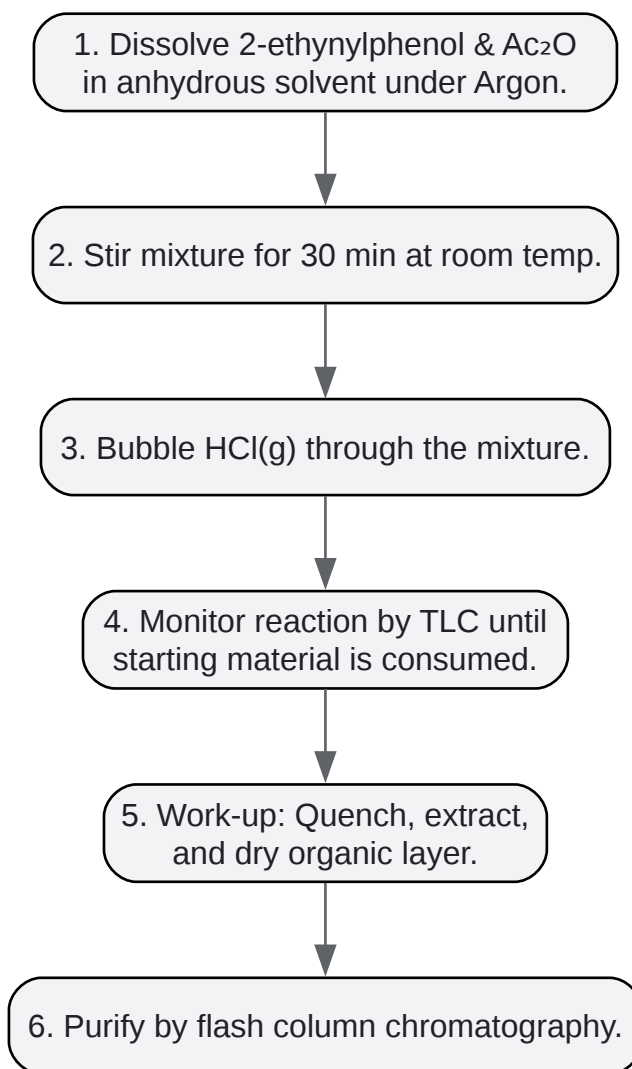 1. Dissolve 2-ethynylphenol & Ac₂O
in anhydrous solvent under Argon.
2. Stir mixture for 30 min at room temp.
3. Bubble HCl(g) through the mixture.
4. Monitor reaction by TLC until
starting material is consumed.
5. Work-up: Quench, extract,
and dry organic layer.
6. Purify by flash column chromatography.